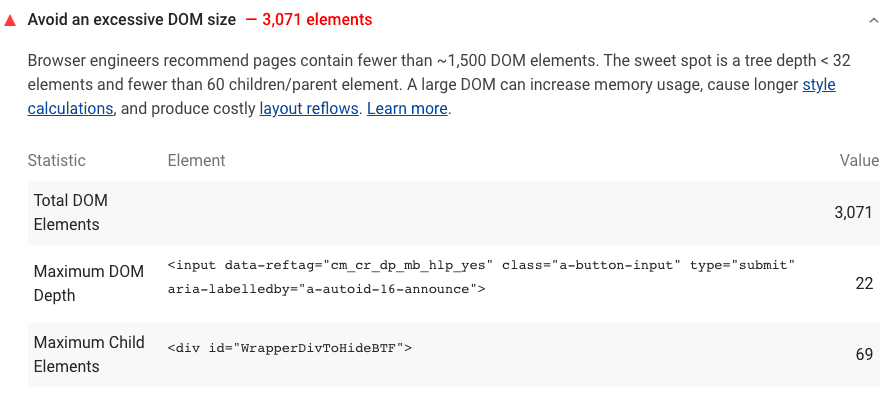 Avoid an excessive DOM size — 3,071 elements
Browser engineers recommend pages contain fewer than ~1,500 DOM elements. The sweet spot is a tree depth < 32
elements and fewer than 60 children/parent element. A large DOM can increase memory usage, cause longer style
calculations, and produce costly layout reflows. Learn more.
Statistic Element Value
Total DOM
Elements
3,071
Maximum DOM
Depth
<input data-reftag="cm_cr_dp_mb_hlp_yes" class="a-button-input" type="submit"
aria-labelledby="a-autoid-16-announce">
22
Maximum Child
Elements
<div id="WrapperDivToHideBTF">
69